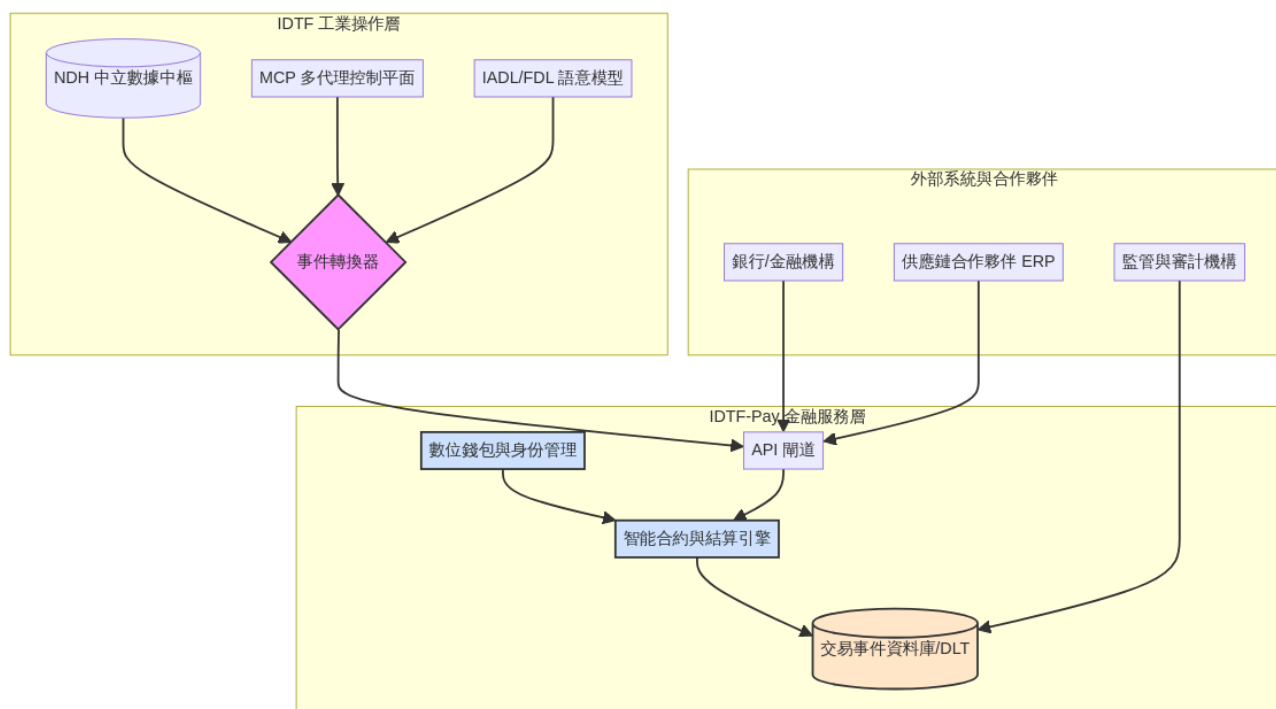 IDTF 工業操作層
NDH 中立數據中樞
MCP 多代理控制平面
IADL/FDL 語意模型
事件轉換器
外部系統與合作夥伴
銀行/金融機構
供應鏈合作夥伴 ERP
監管與審計機構
IDTF-Pay 金融服務層
數位錢包與身份管理
API 閘道
智能合約與結算引擎
交易事件資料庫/DLT